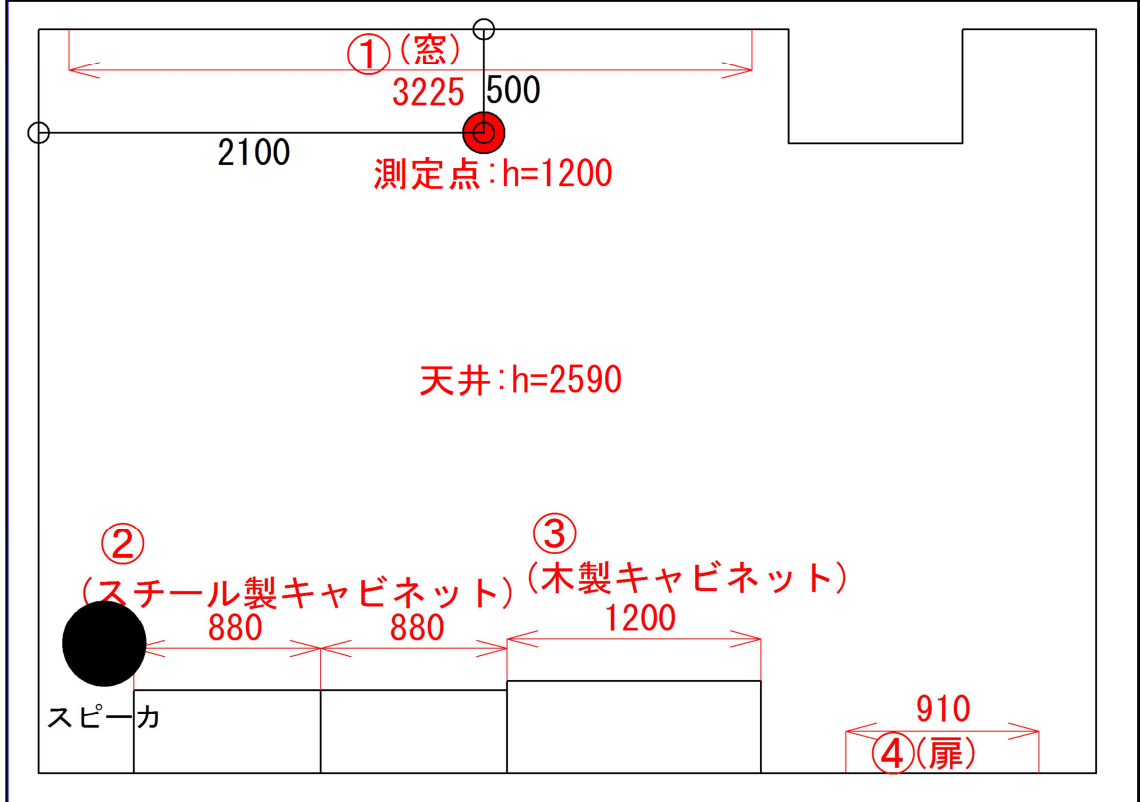 ①(窓)
3225
500
2100
測定点:h=1200
天井:h=2590
②
(スチール製キャビネット)
③
(木製キャビネット)
880
880
1200
スピーカ
910
④(扉)